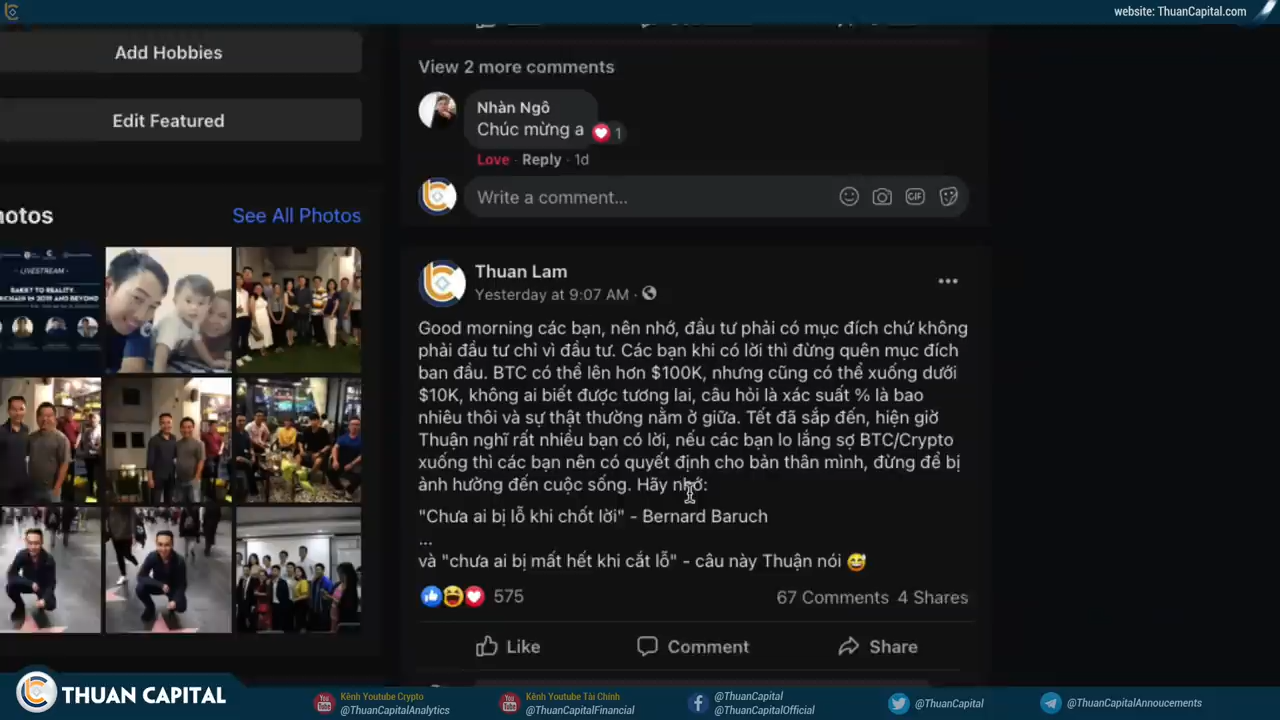 website: ThuanCapital.com
Add Hobbies
Edit Featured
hotos
See All Photos
LIVESTREAM
View 2 more comments
Nhàn Ngô
Chúc mừng a
1
Love · Reply · 1d
Write a comment...
GIF
Thuan Lam
Yesterday at 9:07 AM ·
Good morning các bạn, nên nhớ, đầu tư phải có mục đích chứ không
phải đầu tư chỉ vì đầu tư. Các bạn khi có lời thì đừng quên mục đích
ban đầu. BTC có thể lên hơn $100K, nhưng cũng có thể xuống dưới
$10K, không ai biết được tương lai, câu hỏi là xác suất % là bao
nhiêu thôi và sự thật thường nằm ở giữa. Tết đã sắp đến, hiện giờ
Thuận nghĩ rất nhiều bạn có lời, nếu các bạn lo lắng sợ BTC/Crypto
xuống thì các bạn nên có quyết định cho bản thân mình, đừng để bị
ảnh hưởng đến cuộc sống. Hãy nhớ:
"Chưa ai bị lỗ khi chốt lời" - Bernard Baruch
...
và "chưa ai bị mất hết khi cắt lỗ" - câu này Thuận nói 😅
575
67 Comments 4 Shares
Like
Comment
Share
THUAN CAPITAL
Kênh Youtube Crypto
@ThuanCapitalAnalytics
Kênh Youtube Tài Chính
@ThuanCapitalFinancial
@ThuanCapital
@ThuanCapitalOfficial
@ThuanCapital
@ThuanCapitalAnnoucements